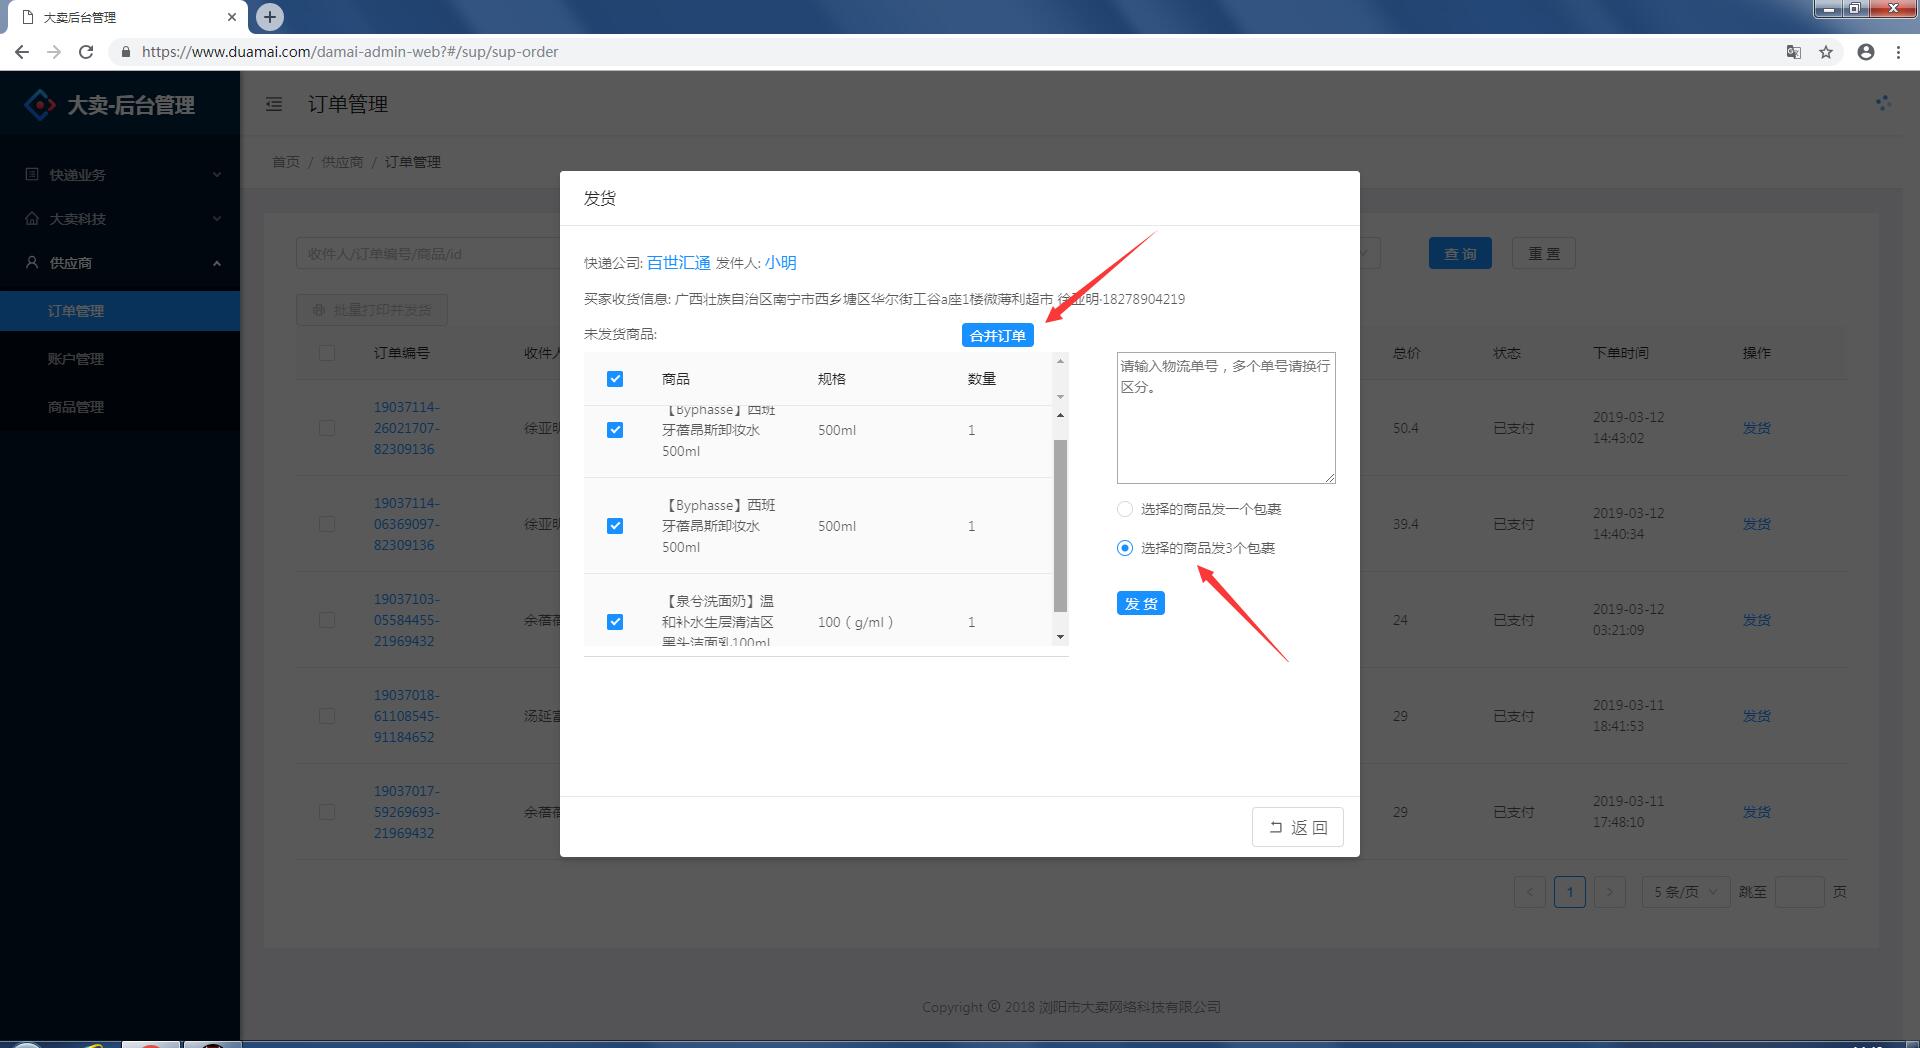 大卖后台管理
https://www.duamai.com/damai-admin-web?#/sup/sup-order
大卖-后台管理
订单管理
快递业务
大卖科技
供应商
订单管理
账户管理
商品管理
首页 / 供应商 / 订单管理
收件人/订单编号/商品/id
查 询
重 置
批量打印并发货
订单编号
收件人
总价
状态
下单时间
操作
19037114-
26021707-
82309136
徐亚明
50.4
已支付
2019-03-12
14:43:02
发货
19037114-
06369097-
82309136
徐亚明
39.4
已支付
2019-03-12
14:40:34
发货
19037103-
05584455-
21969432
余蓓蓓
24
已支付
2019-03-12
03:21:09
发货
19037018-
61108545-
91184652
汤延富
29
已支付
2019-03-11
18:41:53
发货
19037017-
59269693-
21969432
余蓓蓓
29
已支付
2019-03-11
17:48:10
发货
1
5 条/页
跳至
页
发货
快递公司: 百世汇通 发件人: 小明
买家收货信息: 广西壮族自治区南宁市西乡塘区华尔街工谷a座1楼微薄利超市 徐亚明·18278904219
未发货商品:
合并订单
商品
规格
数量
【Byphasse】西班
牙蓓昂斯卸妆水
500ml
500ml
1
【Byphasse】西班
牙蓓昂斯卸妆水
500ml
500ml
1
【泉兮洗面奶】温
和补水生层清洁区
黑头洁面乳100ml
100（g/ml）
1
请输入物流单号，多个单号请换行
区分。
选择的商品发一个包裹
选择的商品发3个包裹
发 货
返 回
Copyright © 2018 浏阳市大卖网络科技有限公司